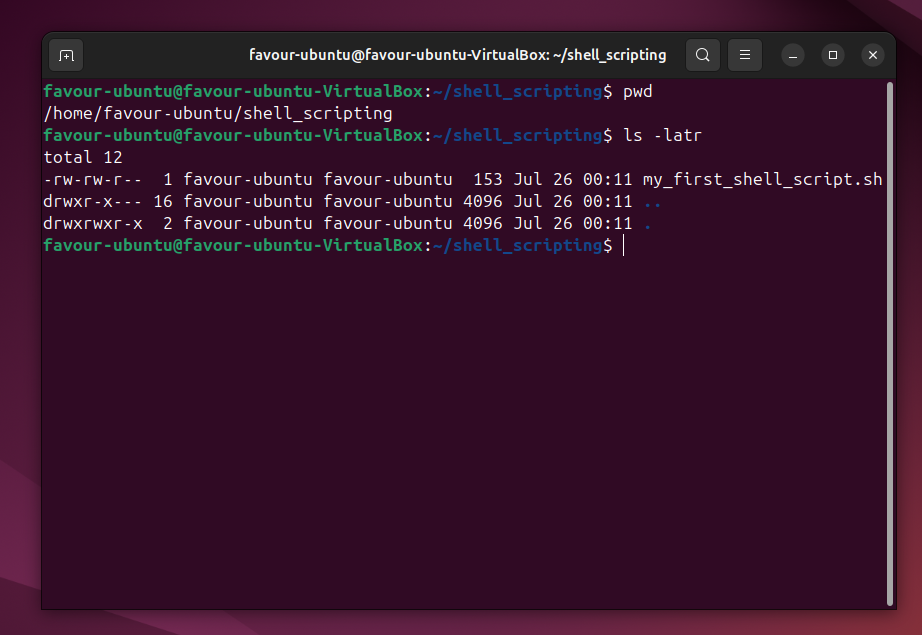 favour-ubuntu@favour-ubuntu-VirtualBox: ~/shell_scripting
favour-ubuntu@favour-ubuntu-VirtualBox:~/shell_scripting$ pwd
/home/favour-ubuntu/shell_scripting
favour-ubuntu@favour-ubuntu-VirtualBox:~/shell_scripting$ ls -latr
total 12
-rw-rw-r--  1 favour-ubuntu favour-ubuntu  153 Jul 26 00:11 my_first_shell_script.sh
drwxr-x--- 16 favour-ubuntu favour-ubuntu 4096 Jul 26 00:11 ..
drwxrwxr-x  2 favour-ubuntu favour-ubuntu 4096 Jul 26 00:11 .
favour-ubuntu@favour-ubuntu-VirtualBox:~/shell_scripting$